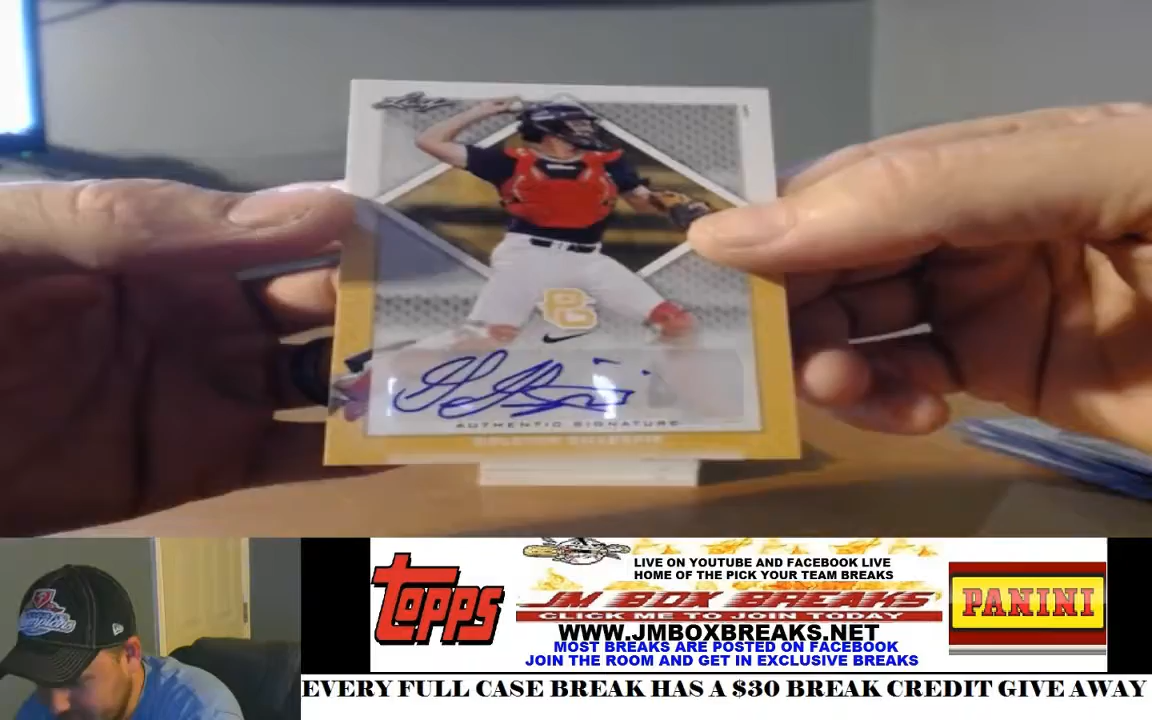 Leaf
AUTHENTIC SIGNATURE
topps
LIVE ON YOUTUBE AND FACEBOOK LIVE
HOME OF THE PICK YOUR TEAM BREAKS
JM BOX BREAKS
CLICK ME TO JOIN TODAY
WWW.JMBOXBREAKS.NET
MOST BREAKS ARE POSTED ON FACEBOOK
JOIN THE ROOM AND GET IN EXCLUSIVE BREAKS
PANINI
EVERY FULL CASE BREAK HAS A $30 BREAK CREDIT GIVE AWAY